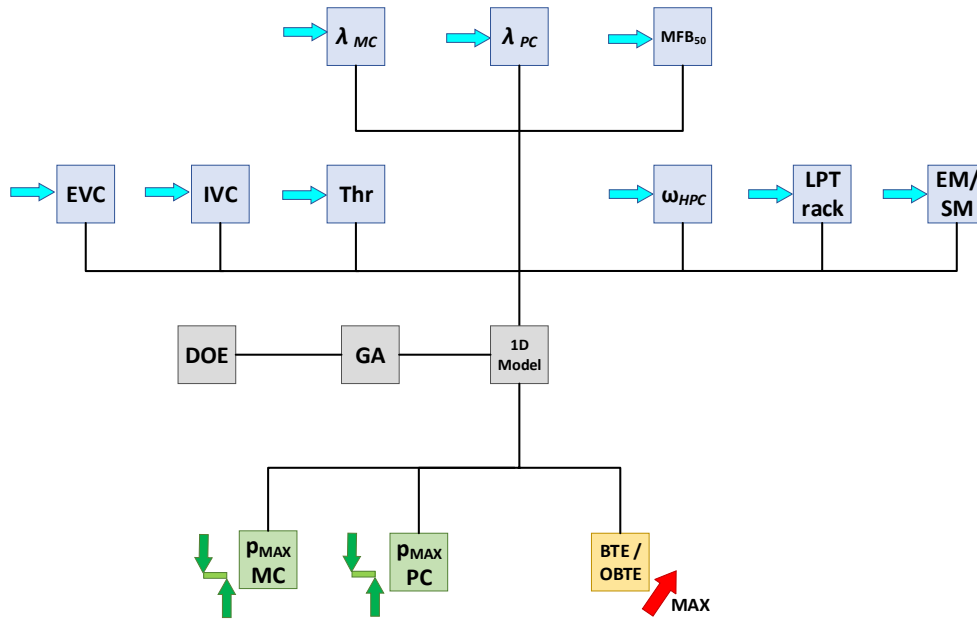 λ MC
λ PC
MFB₅₀
EVC
IVC
Thr
ωHPC
LPT
rack
EM/
SM
DOE
GA
1D
Model
pMAX
MC
pMAX
PC
BTE /
OBTE
MAX